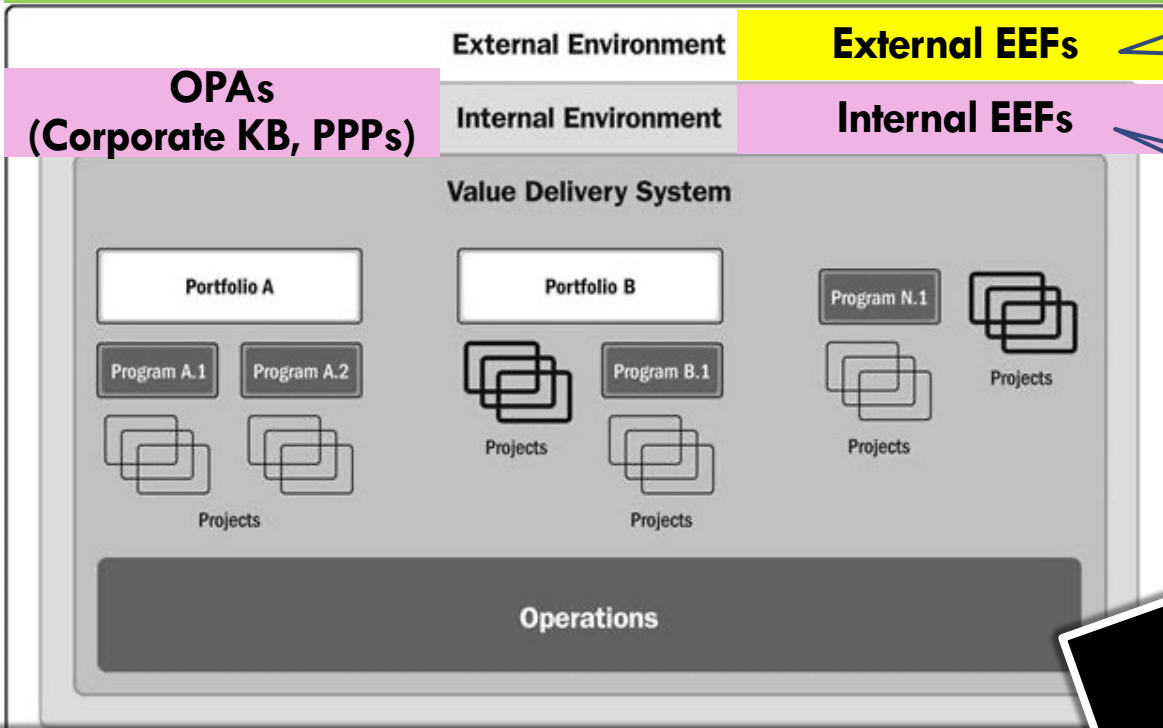 External Environment
External EEFs
OPAs
(Corporate KB, PPPs)
Internal Environment
Internal EEFs
Value Delivery System
Portfolio A
Portfolio B
Program N.1
Projects
Program A.1
Program A.2
Program B.1
Projects
Projects
Projects
Projects
Operations